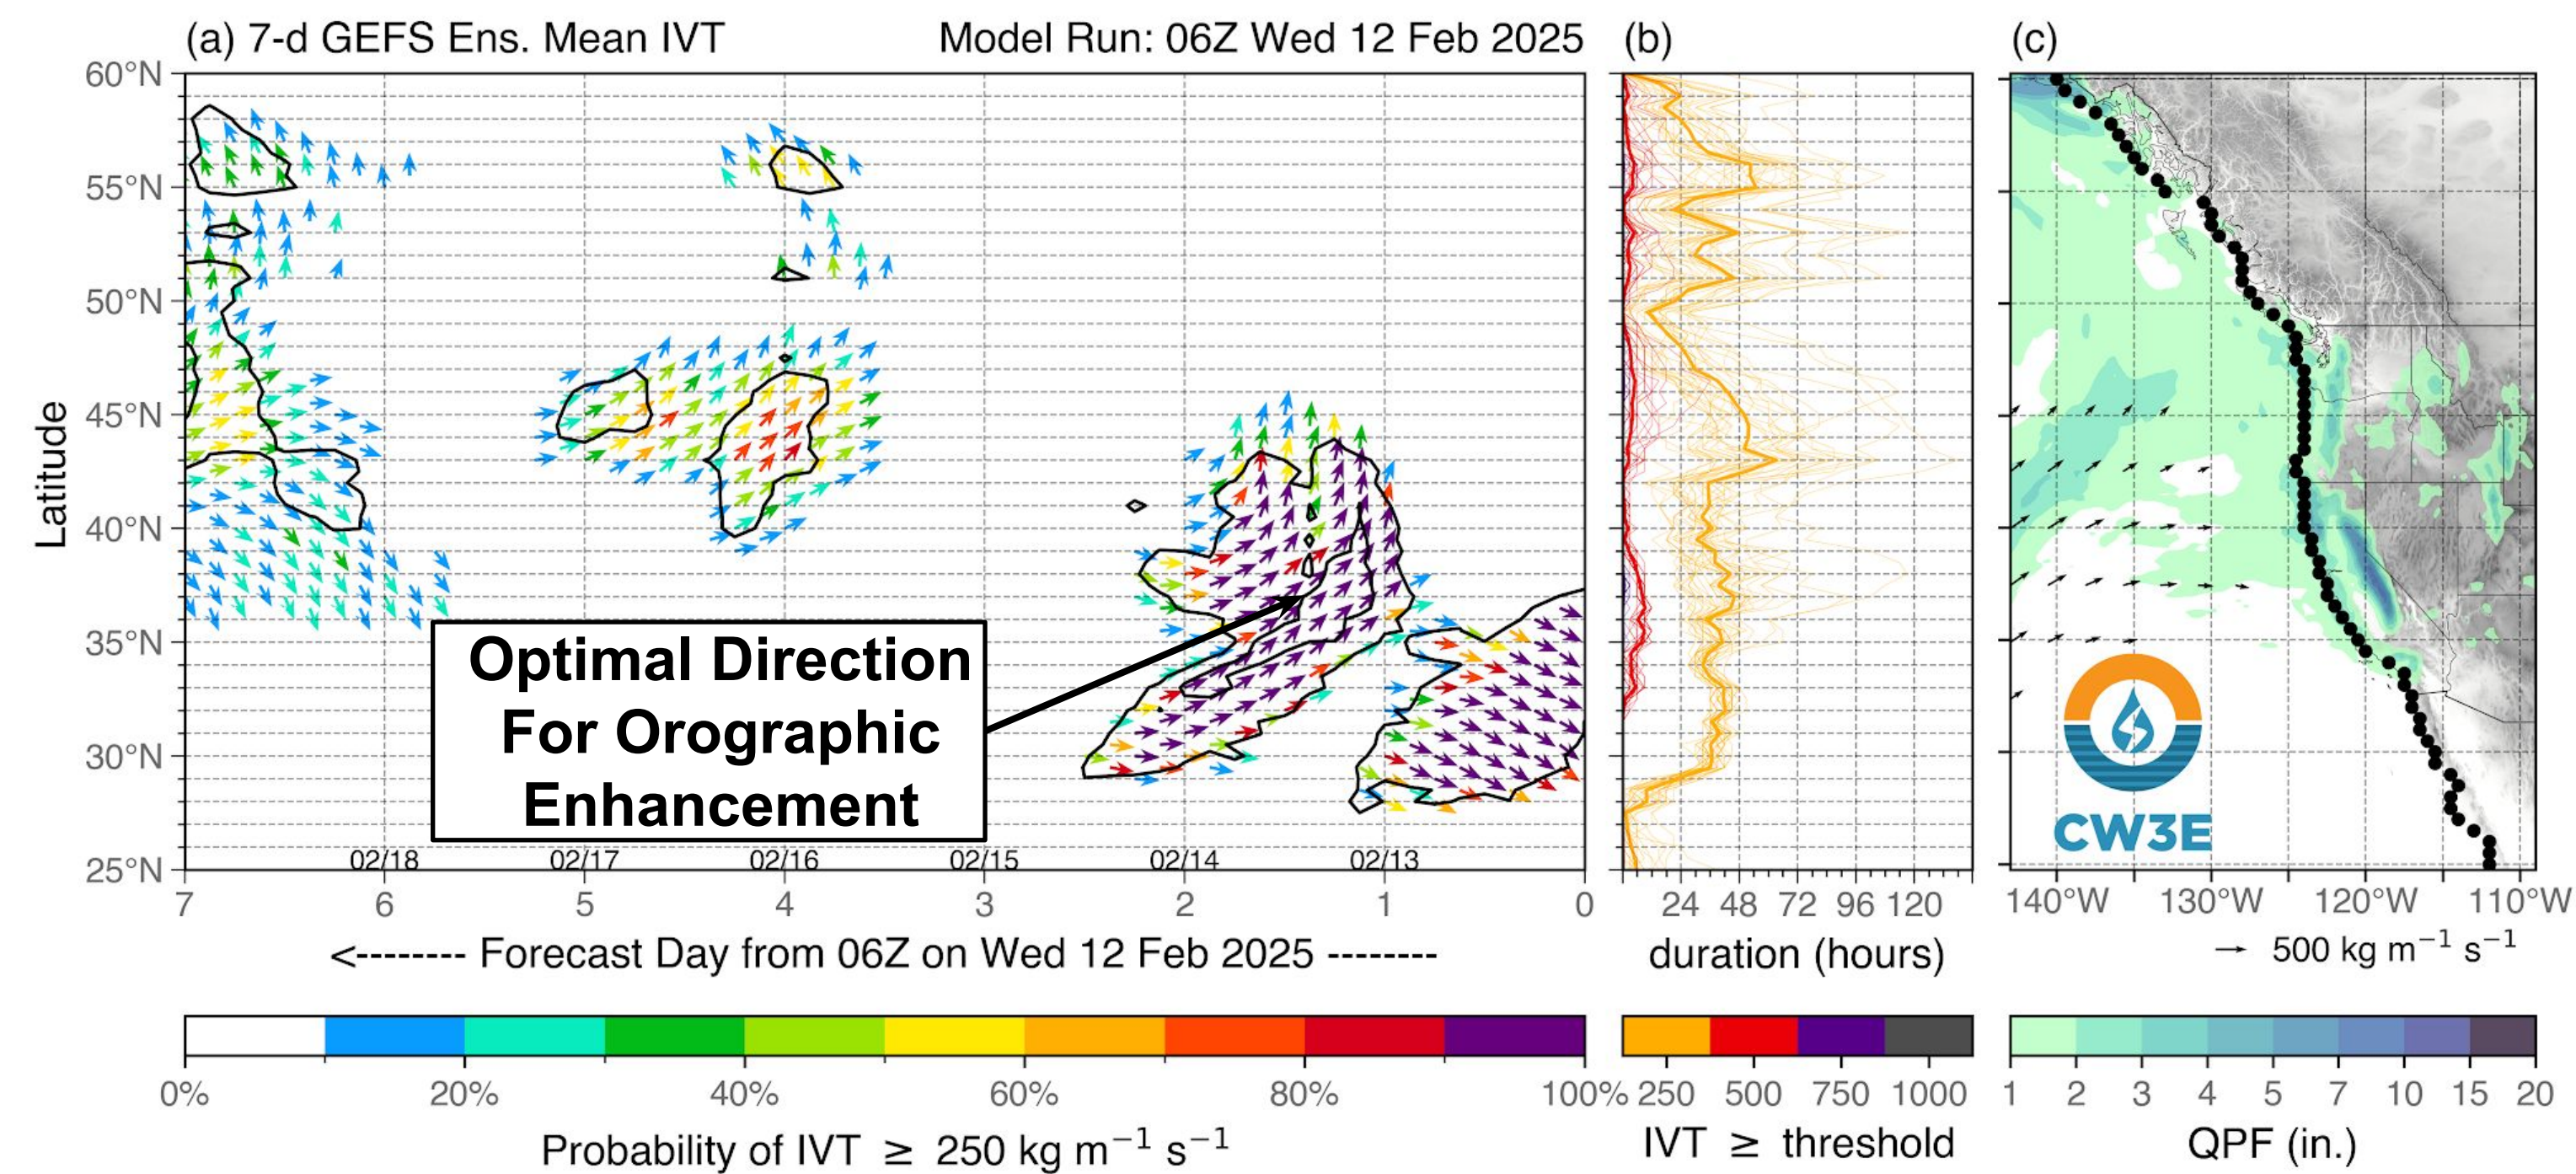 (a) 7-d GEFS Ens. Mean IVT Model Run: 06Z Wed 12 Feb 2025 (b) (c)
60°N
55°N
50°N
45°N
40°N
35°N
30°N
25°N
Latitude
Optimal Direction
For Orographic
Enhancement
02/18 02/17 02/16 02/15 02/14 02/13
7 6 5 4 3 2 1 0
<-------- Forecast Day from 06Z on Wed 12 Feb 2025 --------
24 48 72 96 120
duration (hours)
CW3E
140°W 130°W 120°W 110°W
→ 500 kg m⁻¹ s⁻¹
0% 20% 40% 60% 80% 100%
Probability of IVT ≥ 250 kg m⁻¹ s⁻¹
250 500 750 1000
IVT ≥ threshold
1 2 3 4 5 7 10 15 20
QPF (in.)